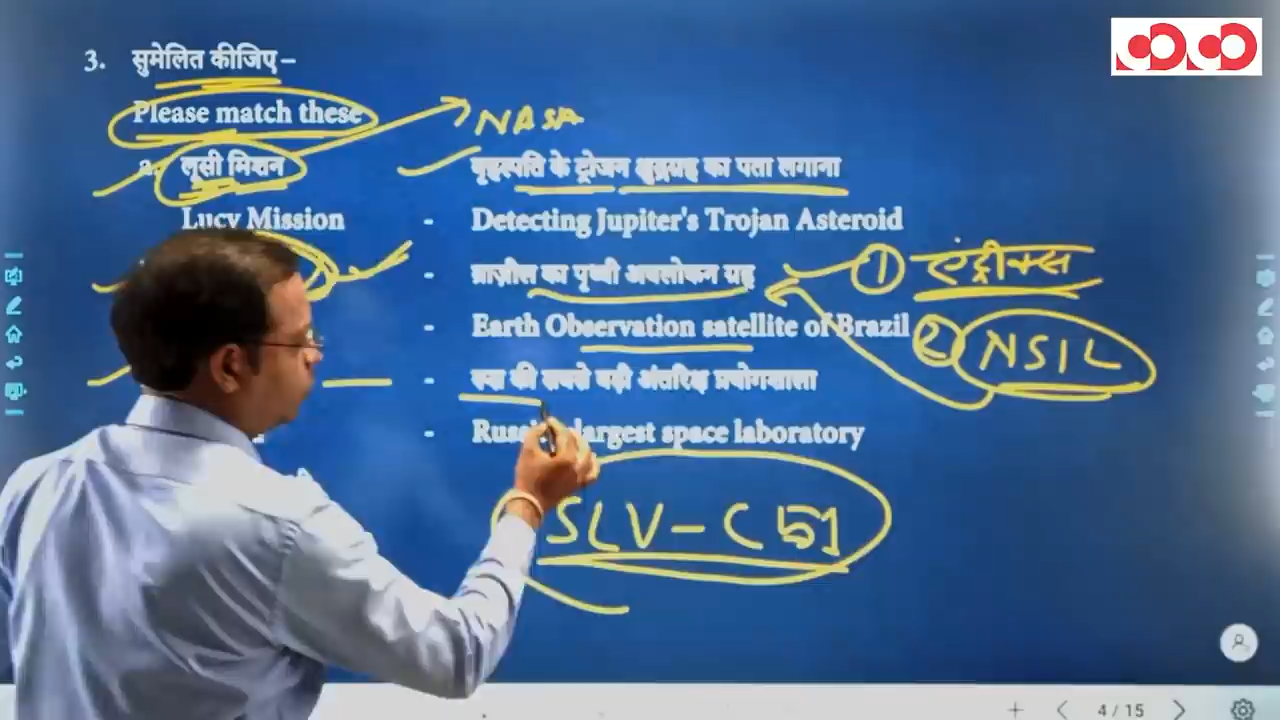 3. सुमेलित कीजिए –
Please match these
a. लूसी मिशन
NASA
बृहस्पति के ट्रोजन क्षुद्रग्रह का पता लगाना
Lucy Mission - Detecting Jupiter's Trojan Asteroid
- ब्राज़ील का पृथ्वी अवलोकन ग्रह
① एंट्रीक्स
- Earth Observation satellite of Brazil
② NSIL
- रूस की सबसे बड़ी अंतरिक्ष प्रयोगशाला
- largest space laboratory
SLV-C 51
4 / 15